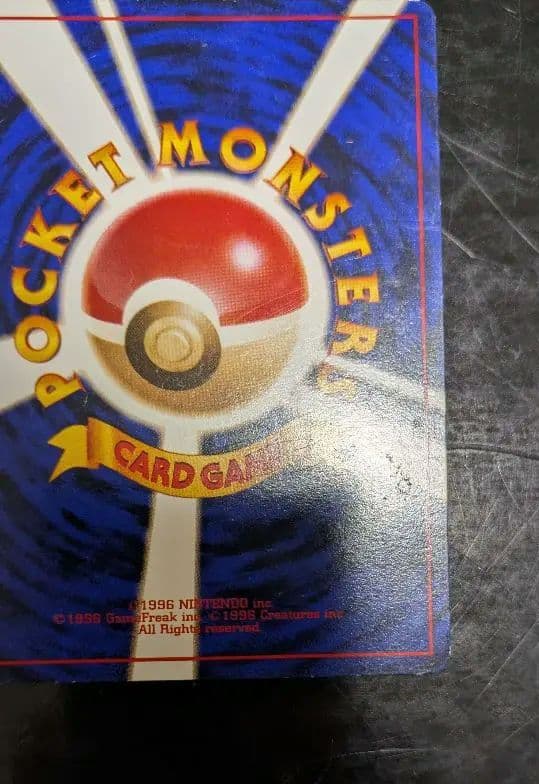 POCKET MONSTERS
CARD GAME
©1996 NINTENDO inc.
©1996 GameFreak inc. ©1996 Creatures inc.
All Rights reserved.